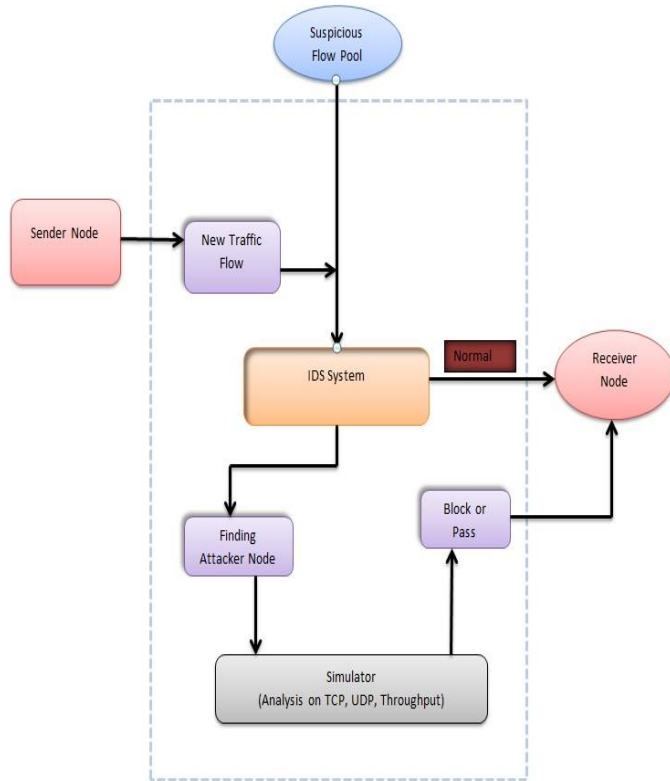 Suspicious
Flow Pool
Sender Node
New Traffic
Flow
IDS System
Normal
Receiver
Node
Finding
Attacker Node
Block or
Pass
Simulator
(Analysis on TCP, UDP, Throughput)